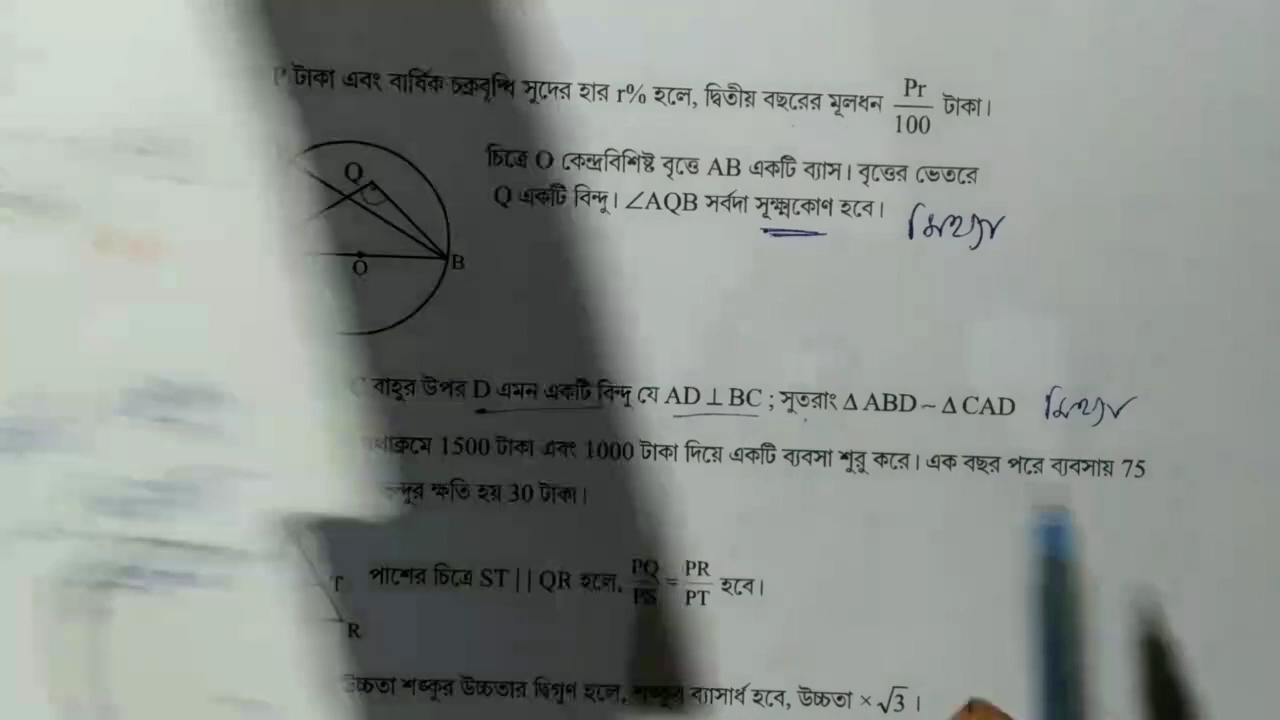 টাকা এবং বার্ষিক চক্রবৃদ্ধি সুদের হার r% হলে, দ্বিতীয় বছরের মূলধন Pr/100 টাকা।
চিত্রে O কেন্দ্রবিশিষ্ট বৃত্তে AB একটি ব্যাস। বৃত্তের ভেতরে
Q একটি বিন্দু। ∠AQB সর্বদা সূক্ষ্মকোণ হবে। মিথ্যা
Q
O
B
বাহুর উপর D এমন একটি বিন্দু যে AD ⊥ BC ; সুতরাং Δ ABD ~ Δ CAD মিথ্যা
1500 টাকা এবং 1000 টাকা দিয়ে একটি ব্যবসা শুরু করে। এক বছর পরে ব্যবসায় 75
ক্ষতি হয় 30 টাকা।
পাশের চিত্রে ST || QR হলে, PQ/PS = PR/PT হবে।
T
R
উচ্চতা শঙ্কুর উচ্চতার দ্বিগুণ হলে, ব্যাসার্ধ হবে, উচ্চতা × √3 ।